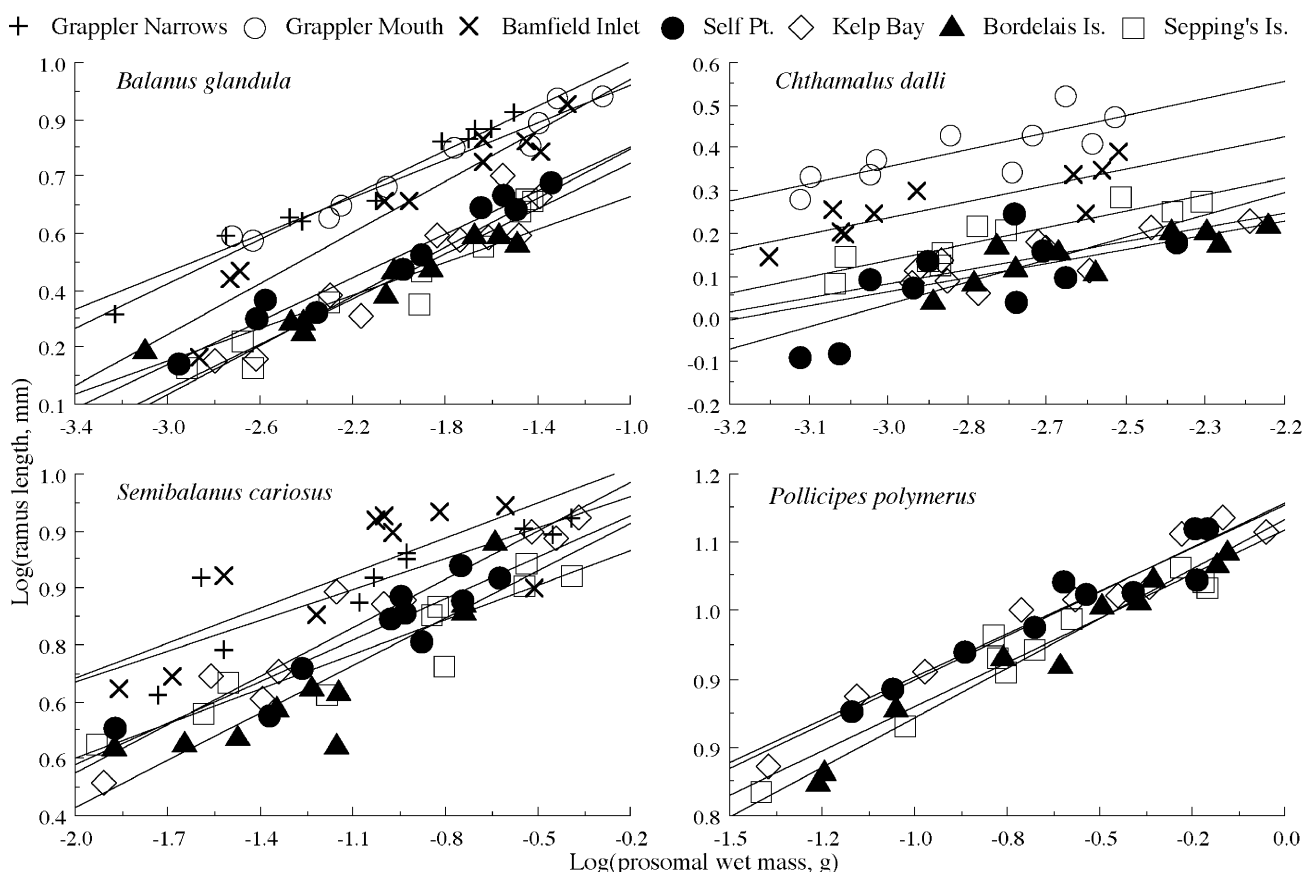 Grappler Narrows Grappler Mouth Bamfield Inlet Self Pt. Kelp Bay Bordelais Is. Sepping's Is.
Balanus glandula
1.0
0.9
0.7
0.6
0.4
0.2
0.1
-3.4 -3.0 -2.6 -2.2 -1.8 -1.4 -1.0
Chthamalus dalli
0.6
0.5
0.4
0.3
0.2
0.1
0.0
-0.1
-0.2
-3.2 -3.1 -3.0 -2.8 -2.7 -2.5 -2.3 -2.2
Log(ramus length, mm)
Semibalanus cariosus
1.0
0.9
0.9
0.8
0.6
0.6
0.4
-2.0 -1.7 -1.4 -1.1 -0.8 -0.5 -0.2
Pollicipes polymerus
1.2
1.1
1.0
0.9
0.9
0.8
-1.5 -1.2 -1.0 -0.8 -0.5 -0.2 0.0
Log(prosomal wet mass, g)